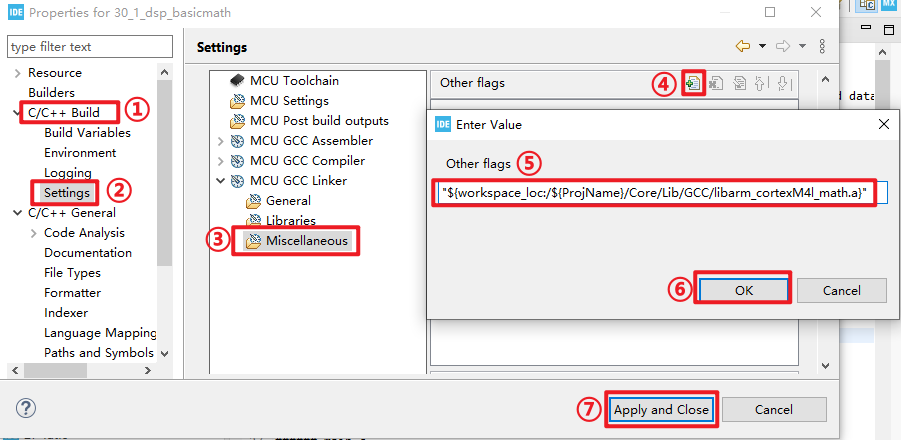 IDE Properties for 30_1_dsp_basicmath
type filter text
Settings
Resource
Builders
C/C++ Build
①
Build Variables
Environment
Logging
Settings
②
C/C++ General
Code Analysis
Documentation
File Types
Formatter
Indexer
Language Mapping
Paths and Symbols
MCU Toolchain
MCU Settings
MCU Post build outputs
MCU GCC Assembler
MCU GCC Compiler
MCU GCC Linker
General
Libraries
③
Miscellaneous
Other flags
④
IDE Enter Value
Other flags
⑤
"${workspace_loc:/${ProjName}/Core/Lib/GCC/libarm_cortexM4l_math.a}"
⑥
OK
Cancel
⑦
Apply and Close
Cancel
MX
d data